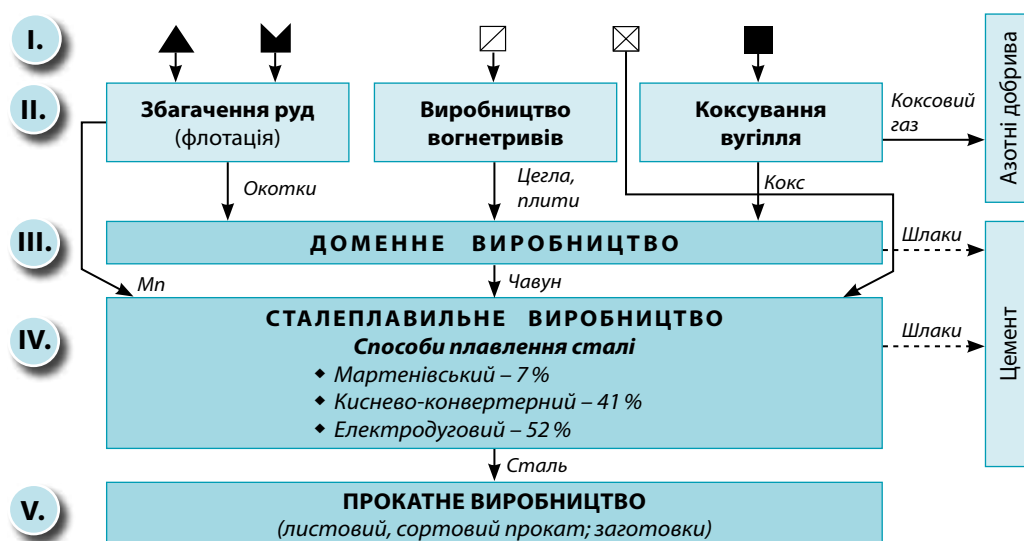 I.
II.
Збагачення руд
(флотація)
Виробництво
вогнетривів
Коксування
вугілля
Коксовий
газ
Азотні добрива
Окотки
Цегла,
плити
Кокс
III.
ДОМЕННЕ ВИРОБНИЦТВО
Шлаки
Мп
Чавун
IV.
СТАЛЕПЛАВИЛЬНЕ ВИРОБНИЦТВО
Способи плавлення сталі
◆ Мартенівський – 7 %
◆ Киснево-конвертерний – 41 %
◆ Електродуговий – 52 %
Шлаки
Цемент
Сталь
V.
ПРОКАТНЕ ВИРОБНИЦТВО
(листовий, сортовий прокат; заготовки)